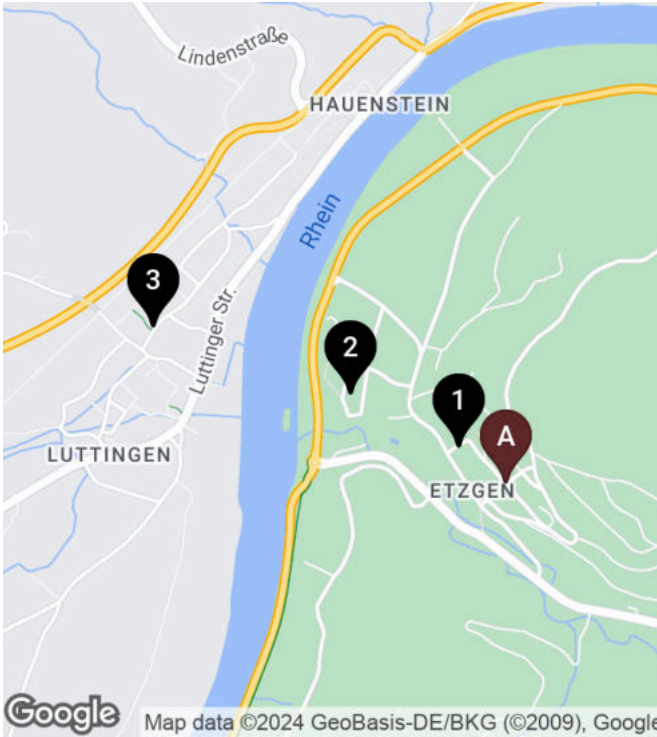 Lindenstraße
HAUENSTEIN
Rhein
3
Luttinger Str.
2
1
A
LUTTINGEN
ETZGEN
Google
Map data ©2024 GeoBasis-DE/BKG (©2009), Google